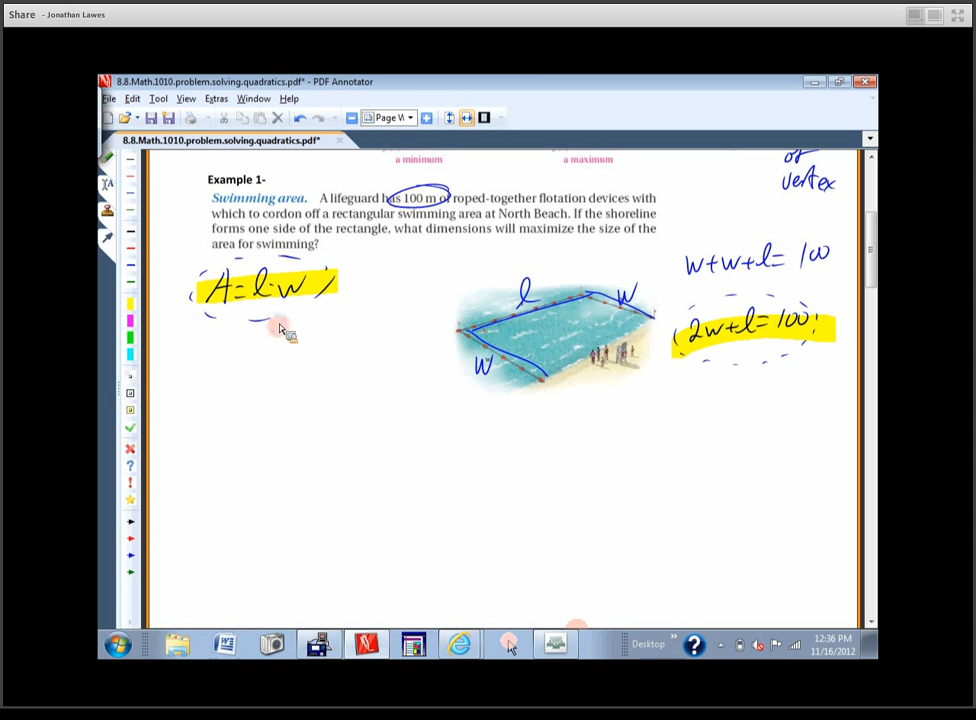 Share - Jonathan Lawes
8.8.Math.1010.problem.solving.quadratics.pdf* - PDF Annotator
File Edit Tool View Extras Window Help
Page W
8.8.Math.1010.problem.solving.quadratics.pdf*
a minimum
a maximum
of
vertex
Example 1-
Swimming area. A lifeguard has 100 m of roped-together flotation devices with
which to cordon off a rectangular swimming area at North Beach. If the shoreline
forms one side of the rectangle, what dimensions will maximize the size of the
area for swimming?
w+w+l=100
A=l·w
l
w
2w+l=100
w
Desktop
12:36 PM
11/16/2012